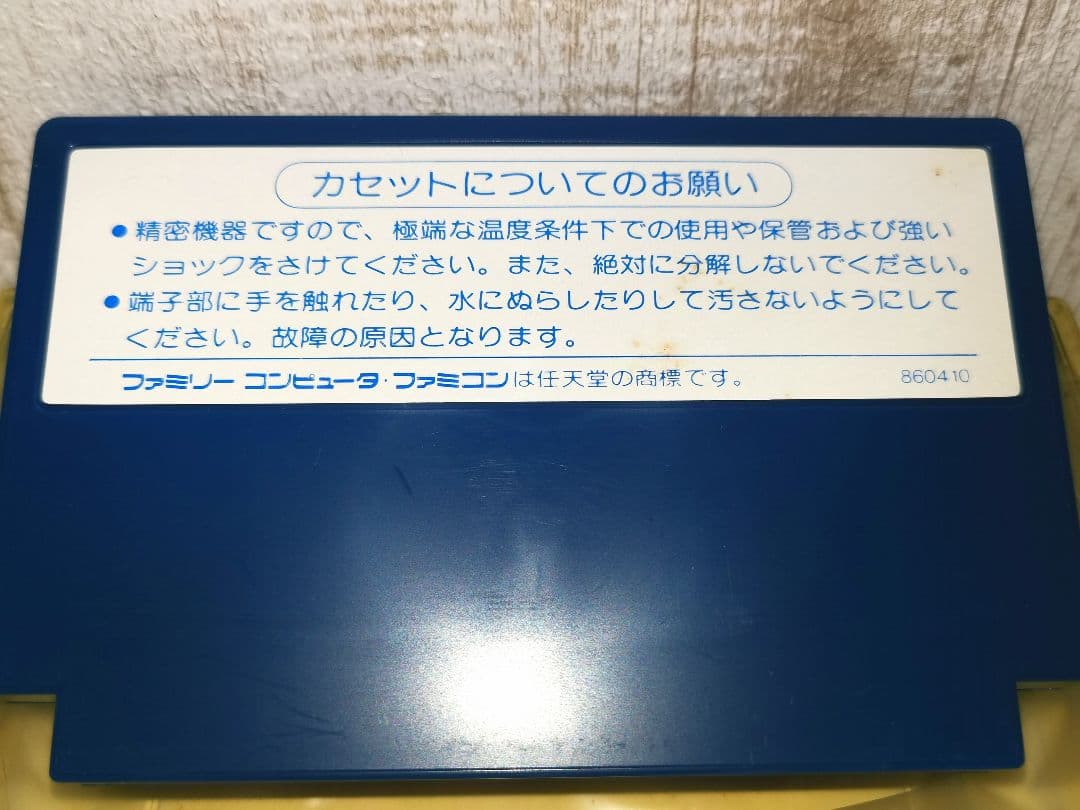 カセットについてのお願い
●精密機器ですので、極端な温度条件下での使用や保管および強い
ショックをさけてください。また、絶対に分解しないでください。
●端子部に手を触れたり、水にぬらしたりして汚さないようにして
ください。故障の原因となります。
ファミリー コンピュータ・ファミコンは任天堂の商標です。 860410